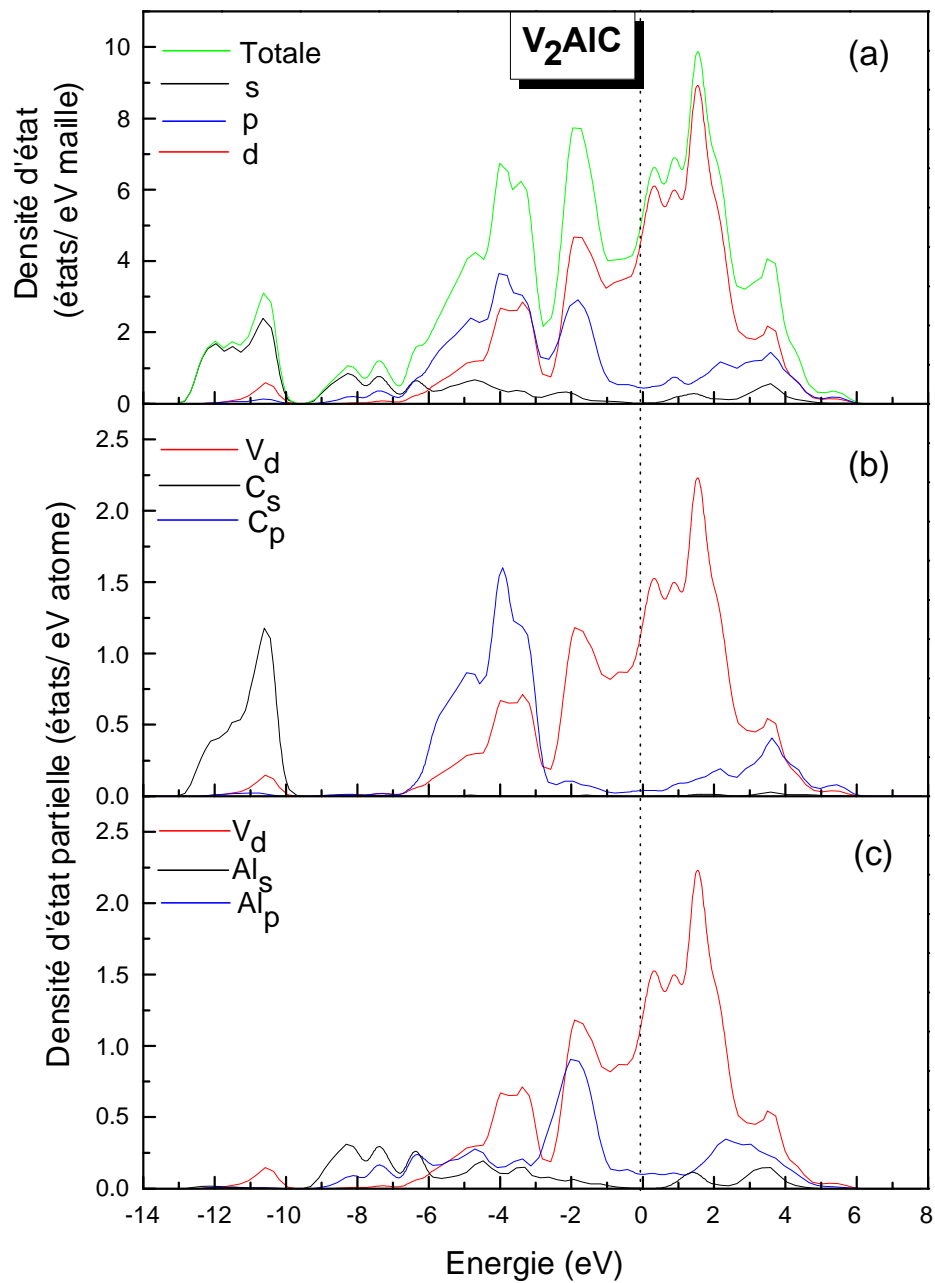 V2AlC
(a)
Totale
s
p
d
Densité d'état
(états/ eV maille)
10
8
6
4
2
0
(b)
Vd
Cs
Cp
2.5
2.0
1.5
1.0
0.5
0.0
Densité d'état partielle (états/ eV atome)
(c)
Vd
Als
Alp
2.5
2.0
1.5
1.0
0.5
0.0
-14 -12 -10 -8 -6 -4 -2 0 2 4 6 8
Energie (eV)